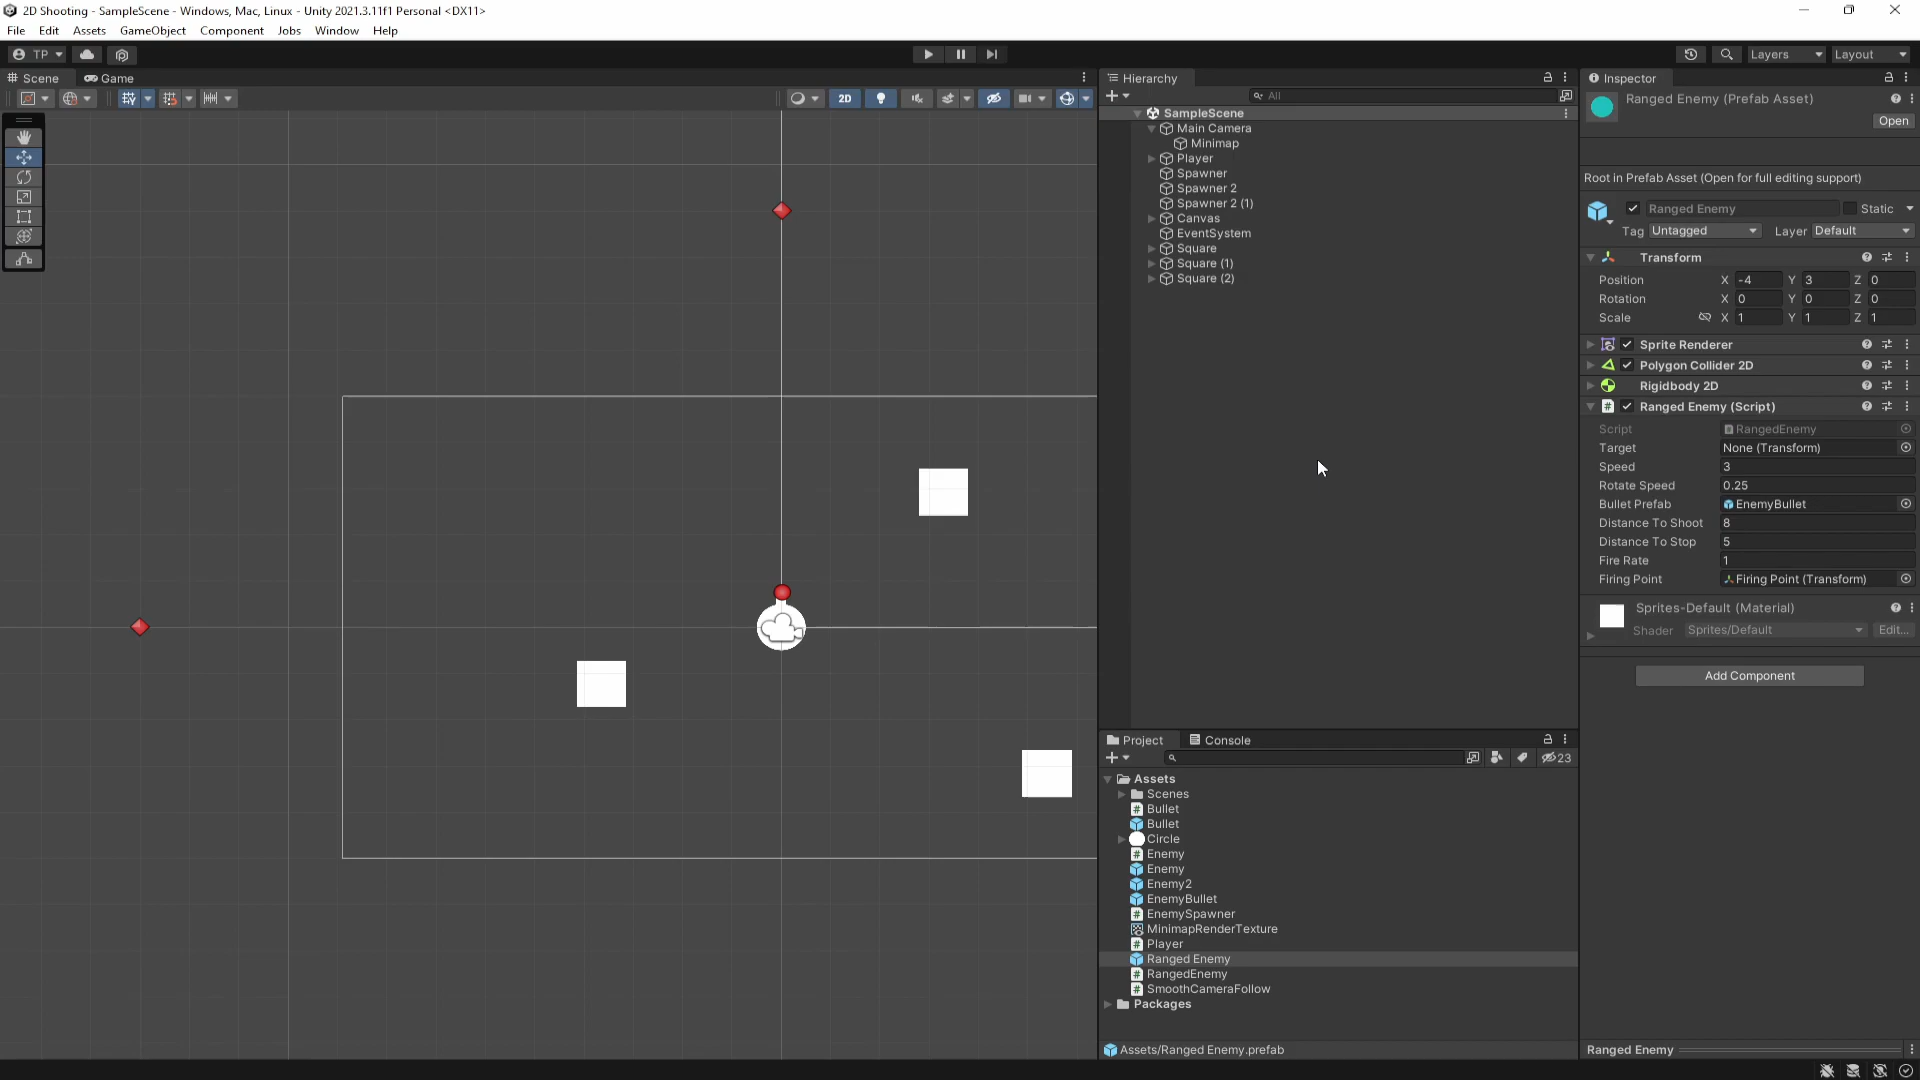 2D Shooting - SampleScene - Windows, Mac, Linux - Unity 2021.3.11f1 Personal <DX11>
File Edit Assets GameObject Component Jobs Window Help
TP Layers Layout
Scene Game
2D
Hierarchy
All
SampleScene
Main Camera
Minimap
Player
Spawner
Spawner 2
Spawner 2 (1)
Canvas
EventSystem
Square
Square (1)
Square (2)
Project Console
23
Assets
Scenes
Bullet
Bullet
Circle
Enemy
Enemy
Enemy2
EnemyBullet
EnemySpawner
MinimapRenderTexture
Player
Ranged Enemy
RangedEnemy
SmoothCameraFollow
Packages
Assets/Ranged Enemy.prefab
Inspector
Ranged Enemy (Prefab Asset)
Open
Root in Prefab Asset (Open for full editing support)
Ranged Enemy Static
Tag Untagged Layer Default
Transform
Position X -4 Y 3 Z 0
Rotation X 0 Y 0 Z 0
Scale X 1 Y 1 Z 1
Sprite Renderer
Polygon Collider 2D
Rigidbody 2D
# Ranged Enemy (Script)
Script RangedEnemy
Target None (Transform)
Speed 3
Rotate Speed 0.25
Bullet Prefab EnemyBullet
Distance To Shoot 8
Distance To Stop 5
Fire Rate 1
Firing Point Firing Point (Transform)
Sprites-Default (Material)
Shader Sprites/Default Edit...
Add Component
Ranged Enemy